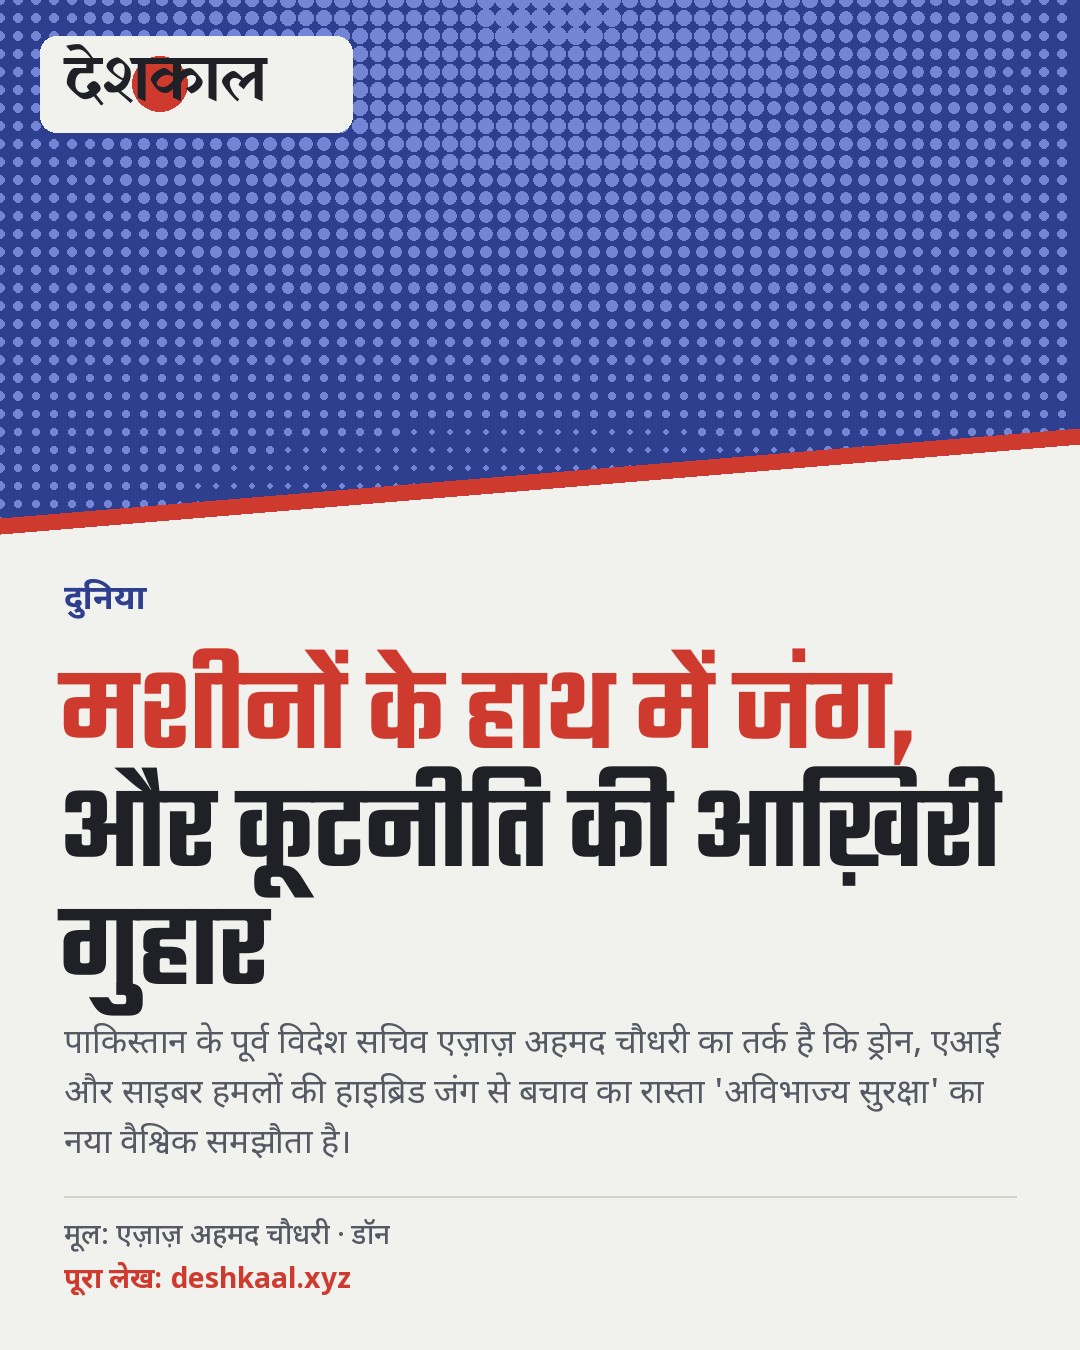 देशकाल
दुनिया
मशीनों के हाथ में जंग,
और कूटनीति की आख़िरी
गुहार
पाकिस्तान के पूर्व विदेश सचिव एज़ाज़ अहमद चौधरी का तर्क है कि ड्रोन, एआई
और साइबर हमलों की हाइब्रिड जंग से बचाव का रास्ता 'अविभाज्य सुरक्षा' का
नया वैश्विक समझौता है।
मूल: एज़ाज़ अहमद चौधरी · डॉन
पूरा लेख: deshkaal.xyz